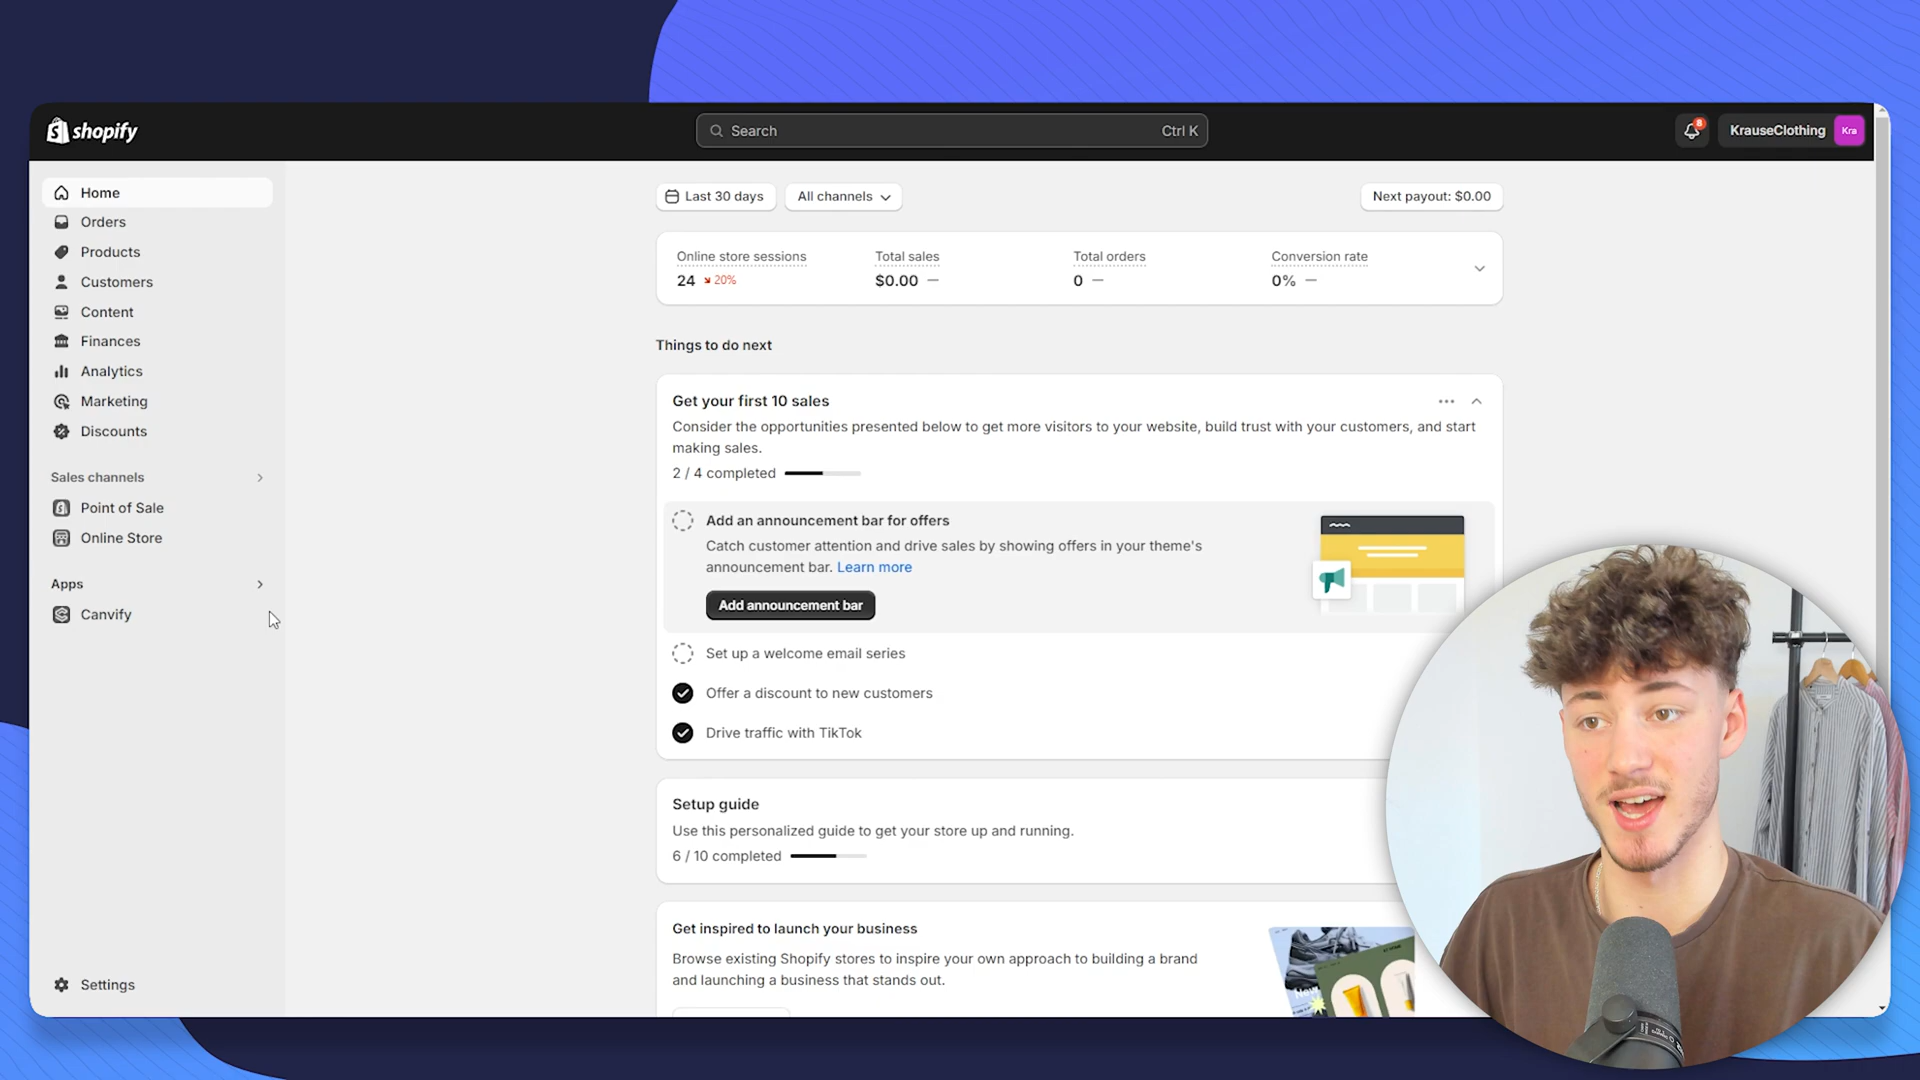 shopify
Search
Ctrl K
8
KrauseClothing
Kra
Home
Orders
Products
Customers
Content
Finances
Analytics
Marketing
Discounts
Sales channels
Point of Sale
Online Store
Apps
Canvify
Settings
Last 30 days
All channels
Next payout: $0.00
Online store sessions
24
20%
Total sales
$0.00 —
Total orders
0 —
Conversion rate
0% —
Things to do next
Get your first 10 sales
Consider the opportunities presented below to get more visitors to your website, build trust with your customers, and start
making sales.
2 / 4 completed
Add an announcement bar for offers
Catch customer attention and drive sales by showing offers in your theme's
announcement bar. Learn more
Add announcement bar
Set up a welcome email series
Offer a discount to new customers
Drive traffic with TikTok
Setup guide
Use this personalized guide to get your store up and running.
6 / 10 completed
Get inspired to launch your business
Browse existing Shopify stores to inspire your own approach to building a brand
and launching a business that stands out.